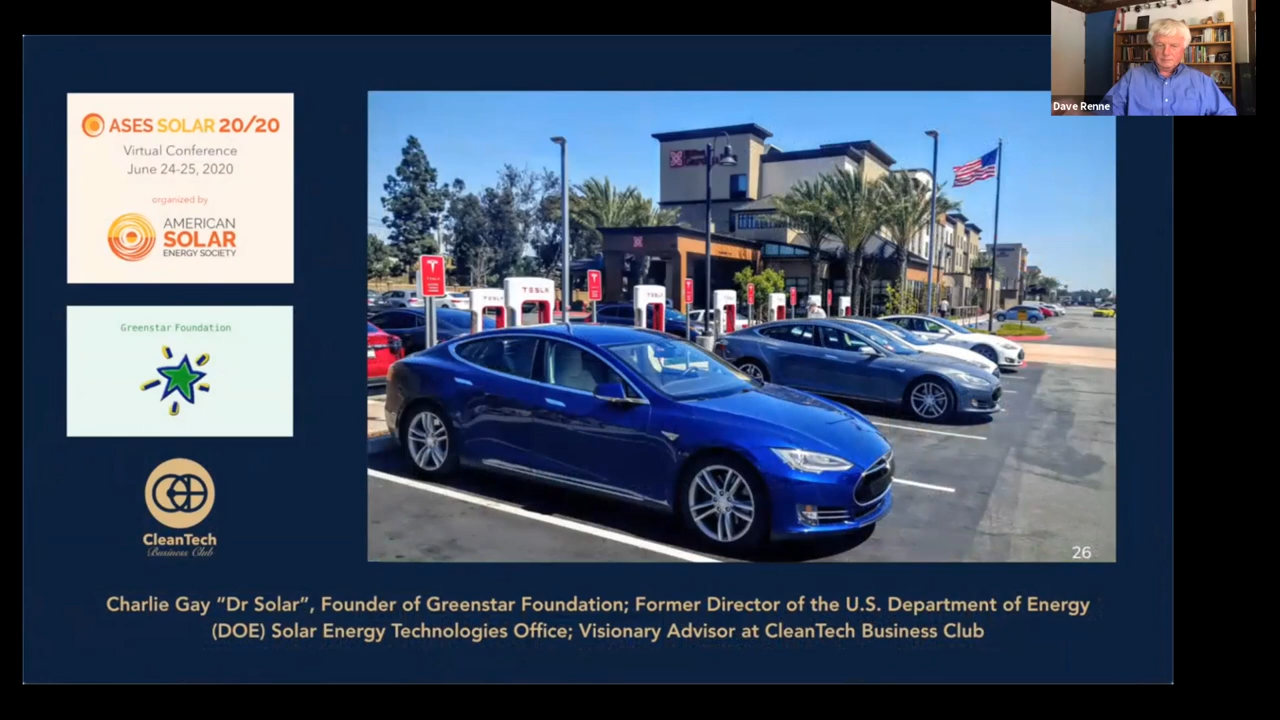 ASES SOLAR 20/20
Virtual Conference
June 24-25, 2020
organized by
AMERICAN
SOLAR
ENERGY SOCIETY
Greenstar Foundation
CleanTech
Business Club
TESLA
TESLA
TESLA
26
Charlie Gay “Dr Solar”, Founder of Greenstar Foundation; Former Director of the U.S. Department of Energy
(DOE) Solar Energy Technologies Office; Visionary Advisor at CleanTech Business Club
Dave Renne